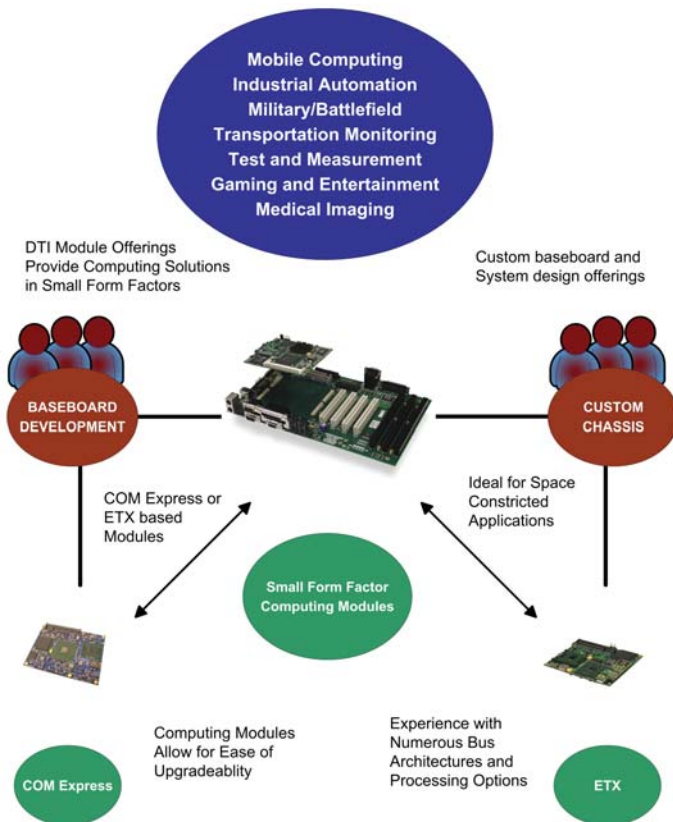 Mobile Computing
Industrial Automation
Military/Battlefield
Transportation Monitoring
Test and Measurement
Gaming and Entertainment
Medical Imaging
DTI Module Offerings
Provide Computing Solutions
in Small Form Factors
Custom baseboard and
System design offerings
BASEBOARD
DEVELOPMENT
CUSTOM
CHASSIS
COM Express or
ETX based
Modules
Ideal for Space
Constricted
Applications
Small Form Factor
Computing Modules
Computing Modules
Allow for Ease of
Upgradeablity
Experience with
Numerous Bus
Architectures and
Processing Options
COM Express
ETX